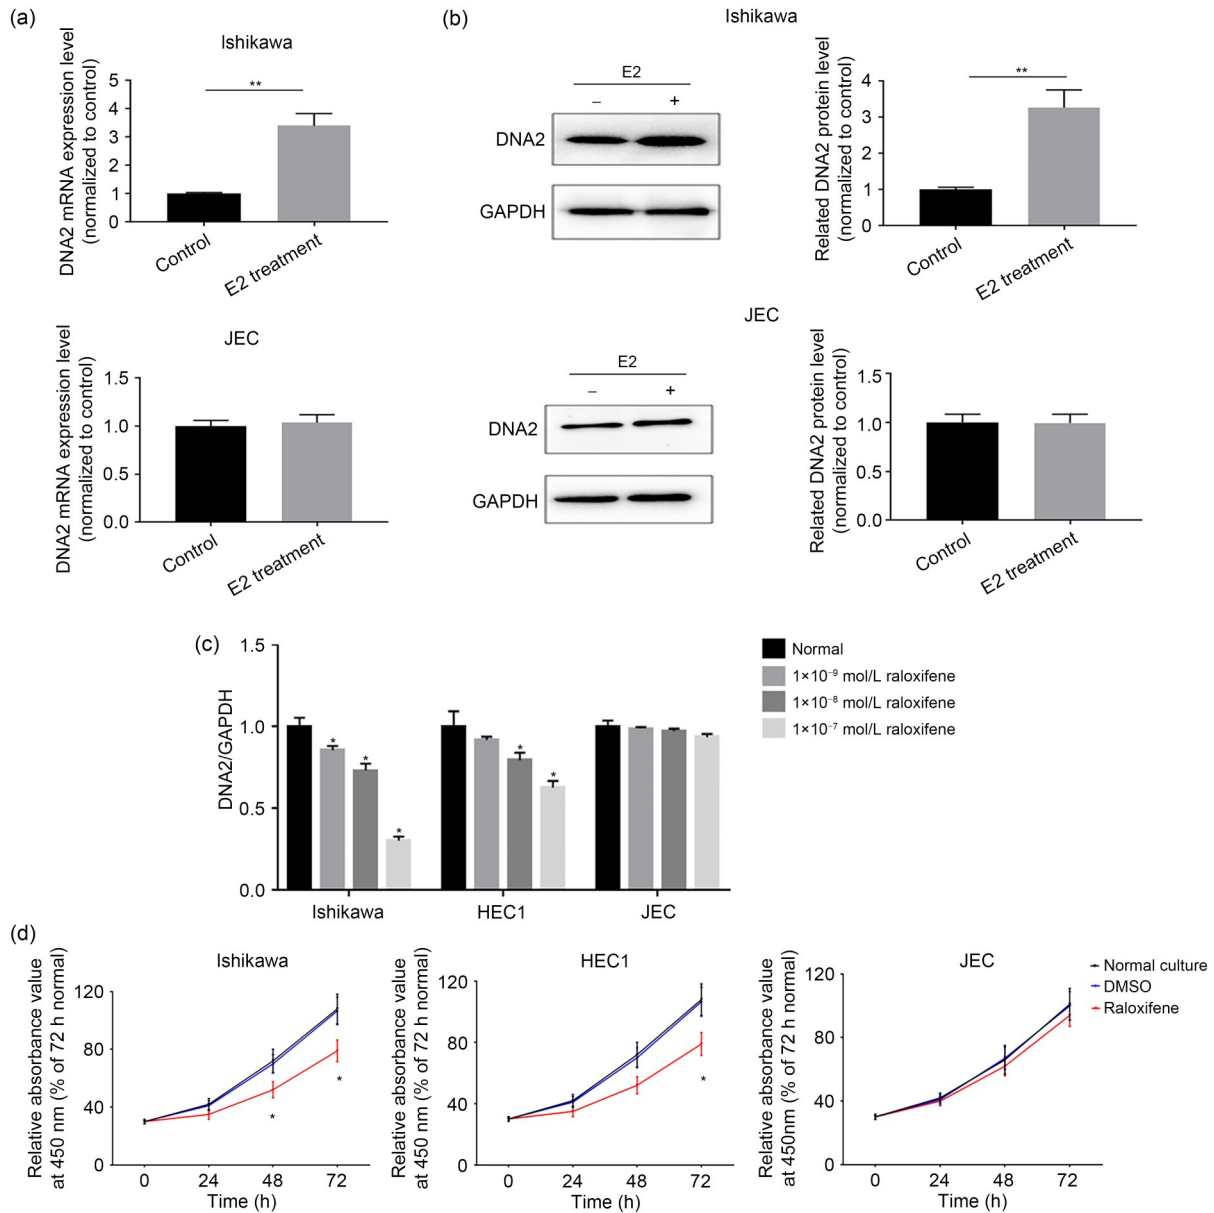 (a)
Ishikawa
DNA2 mRNA expression level
(normalized to control)
5
4
3
2
1
0
**
Control
E2 treatment
JEC
DNA2 mRNA expression level
(normalized to control)
1.5
1.0
0.5
0.0
Control
E2 treatment
(b)
Ishikawa
E2
– +
DNA2
GAPDH
Related DNA2 protein level
(normalized to control)
4
3
2
1
0
**
Control
E2 treatment
JEC
E2
– +
DNA2
GAPDH
Related DNA2 protein level
(normalized to control)
1.5
1.0
0.5
0.0
Control
E2 treatment
(c)
DNA2/GAPDH
1.5
1.0
0.5
0.0
* * *
* *
Ishikawa HEC1 JEC
Normal
1×10⁻⁹ mol/L raloxifene
1×10⁻⁸ mol/L raloxifene
1×10⁻⁷ mol/L raloxifene
(d)
Ishikawa
Relative absorbance value
at 450 nm (% of 72 h normal)
120
80
40
0
* *
0 24 48 72
Time (h)
HEC1
Relative absorbance value
at 450 nm (% of 72 h normal)
120
80
40
0
*
0 24 48 72
Time (h)
JEC
Relative absorbance value
at 450nm (% of 72 h normal)
120
80
40
0
0 24 48 72
Time (h)
Normal culture
DMSO
Raloxifene